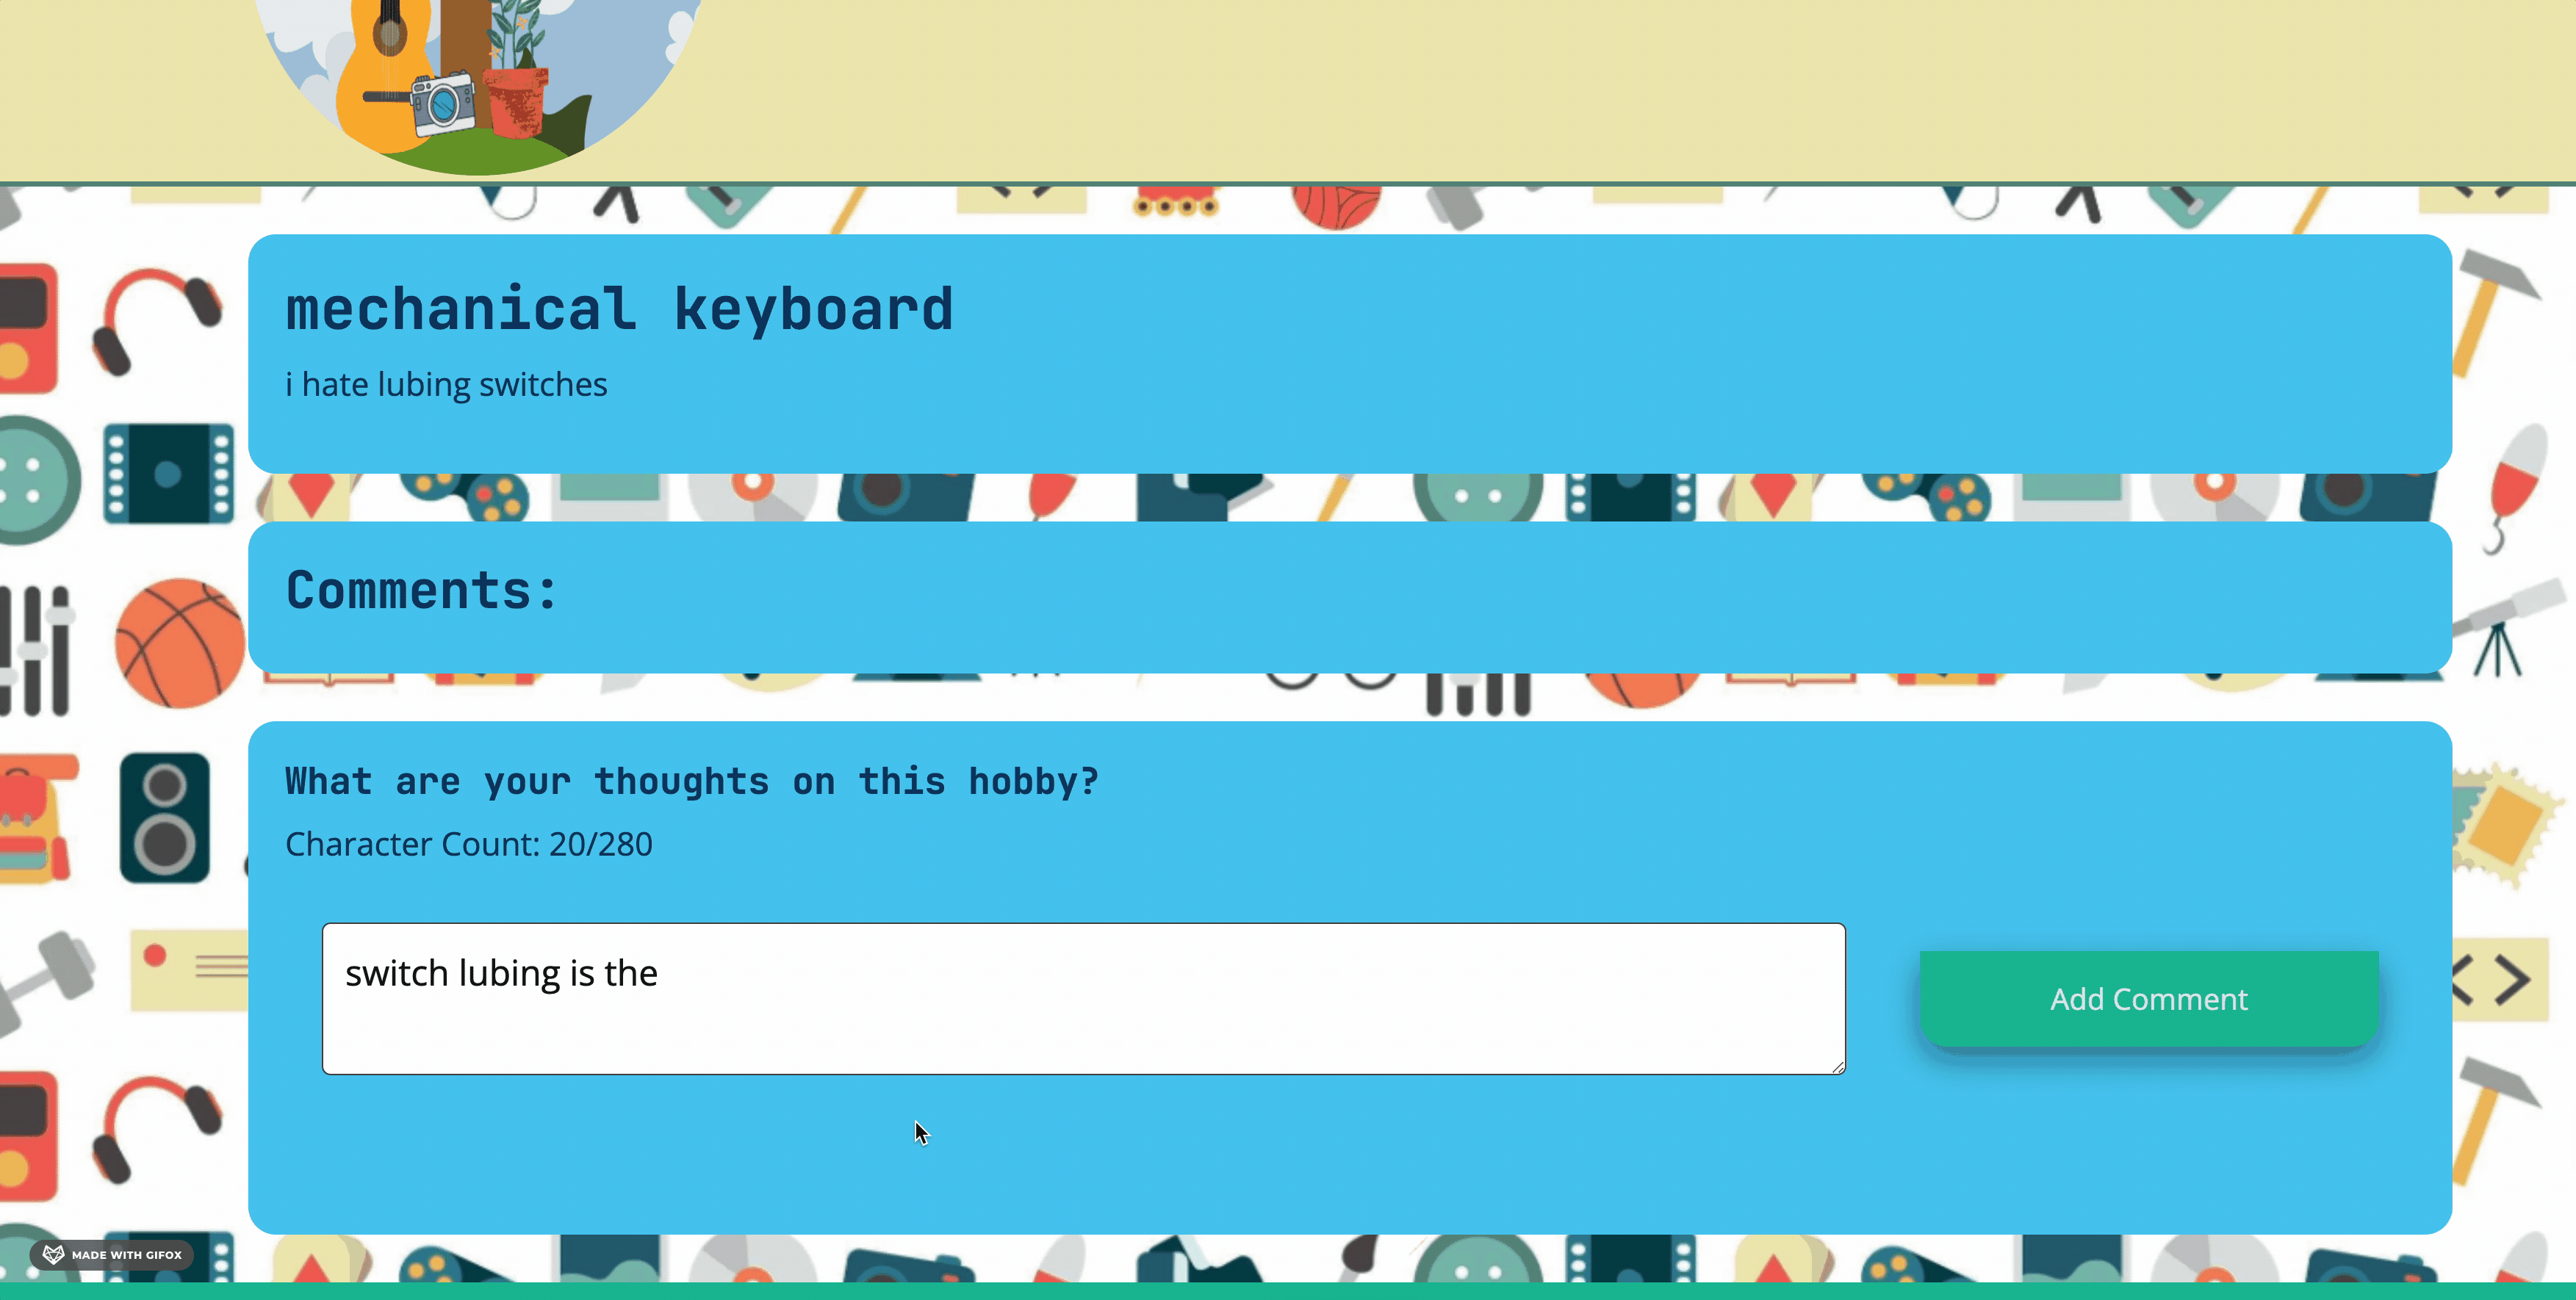 mechanical keyboard
i hate lubing switches
Comments:
What are your thoughts on this hobby?
Character Count: 20/280
switch lubing is the
Add Comment
MADE WITH GIFOX